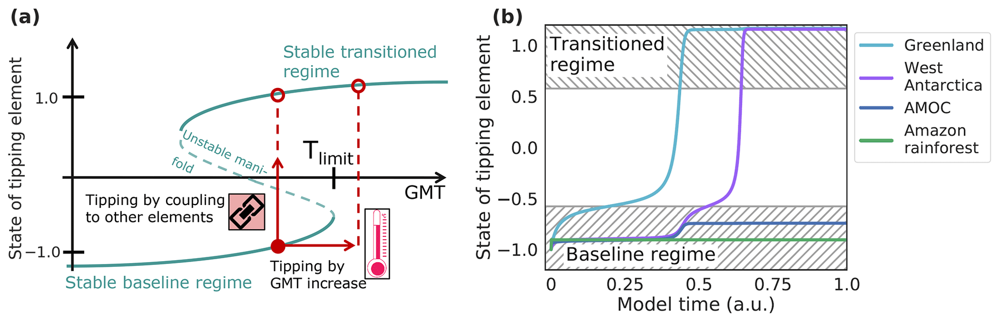 (a)
State of tipping element
1.0
−1.0
Stable transitioned
regime
Unstable mani-
fold
Tlimit
GMT
Tipping by coupling
to other elements
°C
Tipping by
GMT increase
Stable baseline regime
(b)
State of tipping element
1.0
0.5
0.0
−0.5
−1.0
Transitioned
regime
Baseline regime
0 0.25 0.5 0.75 1.0
Model time (a.u.)
Greenland
West
Antarctica
AMOC
Amazon
rainforest